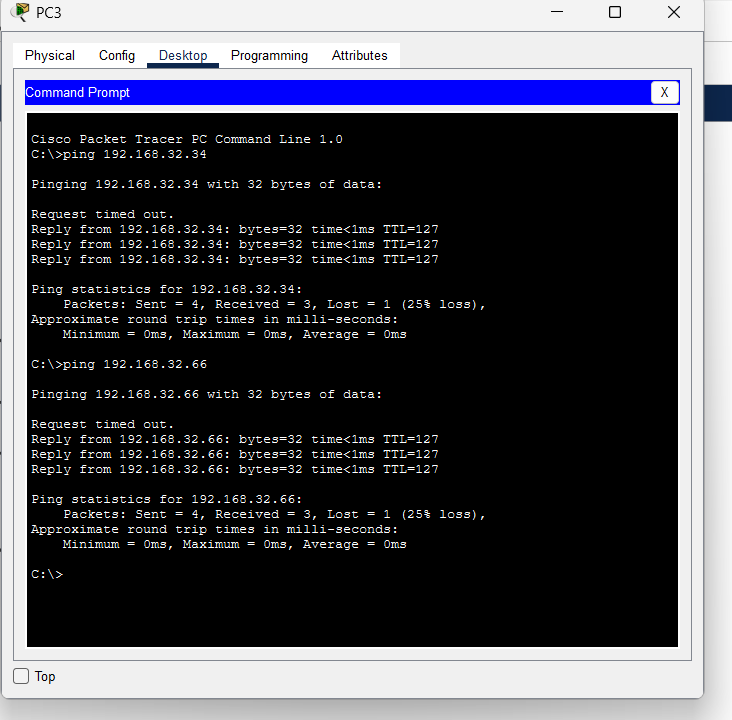 PC3
Physical Config Desktop Programming Attributes
Command Prompt
X
Cisco Packet Tracer PC Command Line 1.0
C:\>ping 192.168.32.34
Pinging 192.168.32.34 with 32 bytes of data:
Request timed out.
Reply from 192.168.32.34: bytes=32 time<1ms TTL=127
Reply from 192.168.32.34: bytes=32 time<1ms TTL=127
Reply from 192.168.32.34: bytes=32 time<1ms TTL=127
Ping statistics for 192.168.32.34:
    Packets: Sent = 4, Received = 3, Lost = 1 (25% loss),
Approximate round trip times in milli-seconds:
    Minimum = 0ms, Maximum = 0ms, Average = 0ms
C:\>ping 192.168.32.66
Pinging 192.168.32.66 with 32 bytes of data:
Request timed out.
Reply from 192.168.32.66: bytes=32 time<1ms TTL=127
Reply from 192.168.32.66: bytes=32 time<1ms TTL=127
Reply from 192.168.32.66: bytes=32 time<1ms TTL=127
Ping statistics for 192.168.32.66:
    Packets: Sent = 4, Received = 3, Lost = 1 (25% loss),
Approximate round trip times in milli-seconds:
    Minimum = 0ms, Maximum = 0ms, Average = 0ms
C:\>
Top